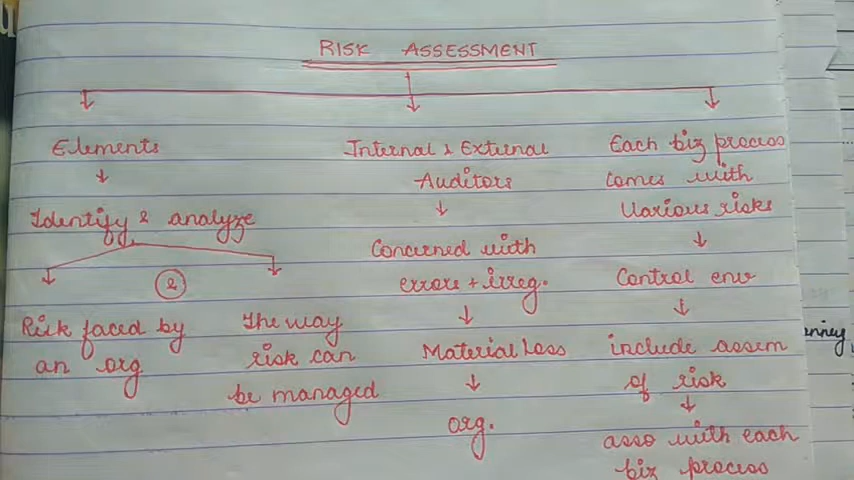 RISK ASSESSMENT
Elements
Identify & analyze
&
Risk faced by
an org
The way
risk can
be managed
Internal & External
Auditors
Concerned with
errors + irreg.
Material Loss
org.
Each biz process
comes with
Various risks
Control env
include assem
of risk
asso with each
biz process